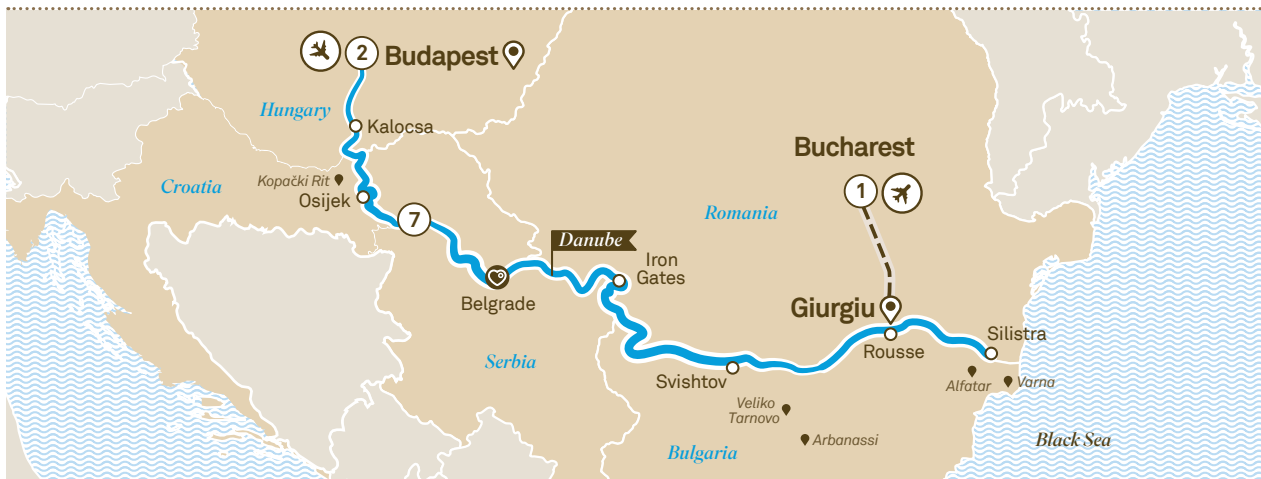 2
Budapest
Hungary
Kalocsa
Bucharest
Kopački Rit
Croatia
Osijek
1
Romania
7
Danube
Iron
Gates
Belgrade
Giurgiu
Silistra
Rousse
Serbia
Svishtov
Alfatar
Varna
Veliko
Tarnovo
Arbanassi
Black Sea
Bulgaria